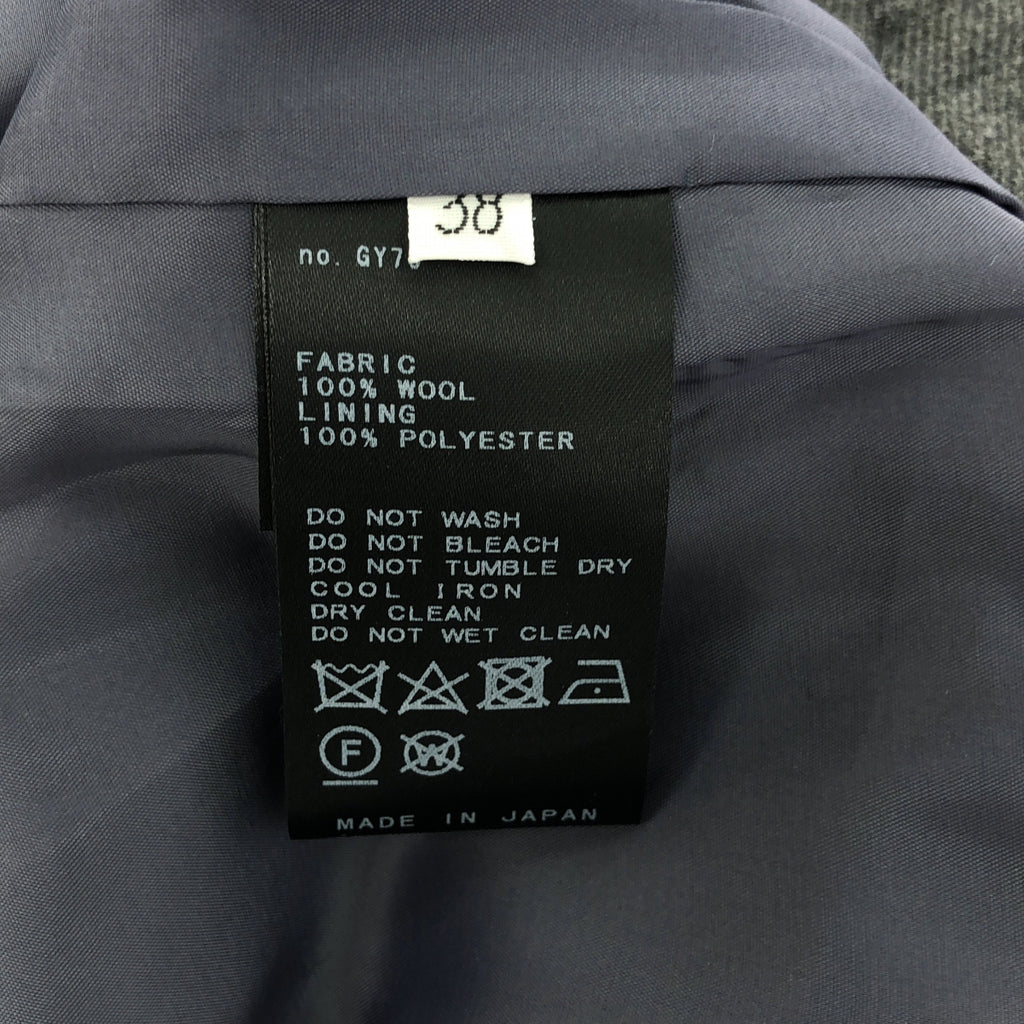 38
no. GY7
FABRIC
100% WOOL
LINING
100% POLYESTER
DO NOT WASH
DO NOT BLEACH
DO NOT TUMBLE DRY
COOL IRON
DRY CLEAN
DO NOT WET CLEAN
F W
MADE IN JAPAN